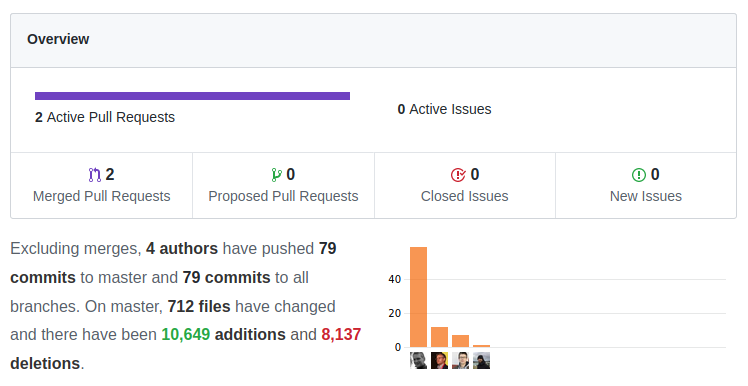 Overview
2 Active Pull Requests
0 Active Issues
2
Merged Pull Requests
0
Proposed Pull Requests
0
Closed Issues
0
New Issues
Excluding merges, 4 authors have pushed 79
commits to master and 79 commits to all
branches. On master, 712 files have changed
and there have been 10,649 additions and 8,137
deletions.
40
20
0